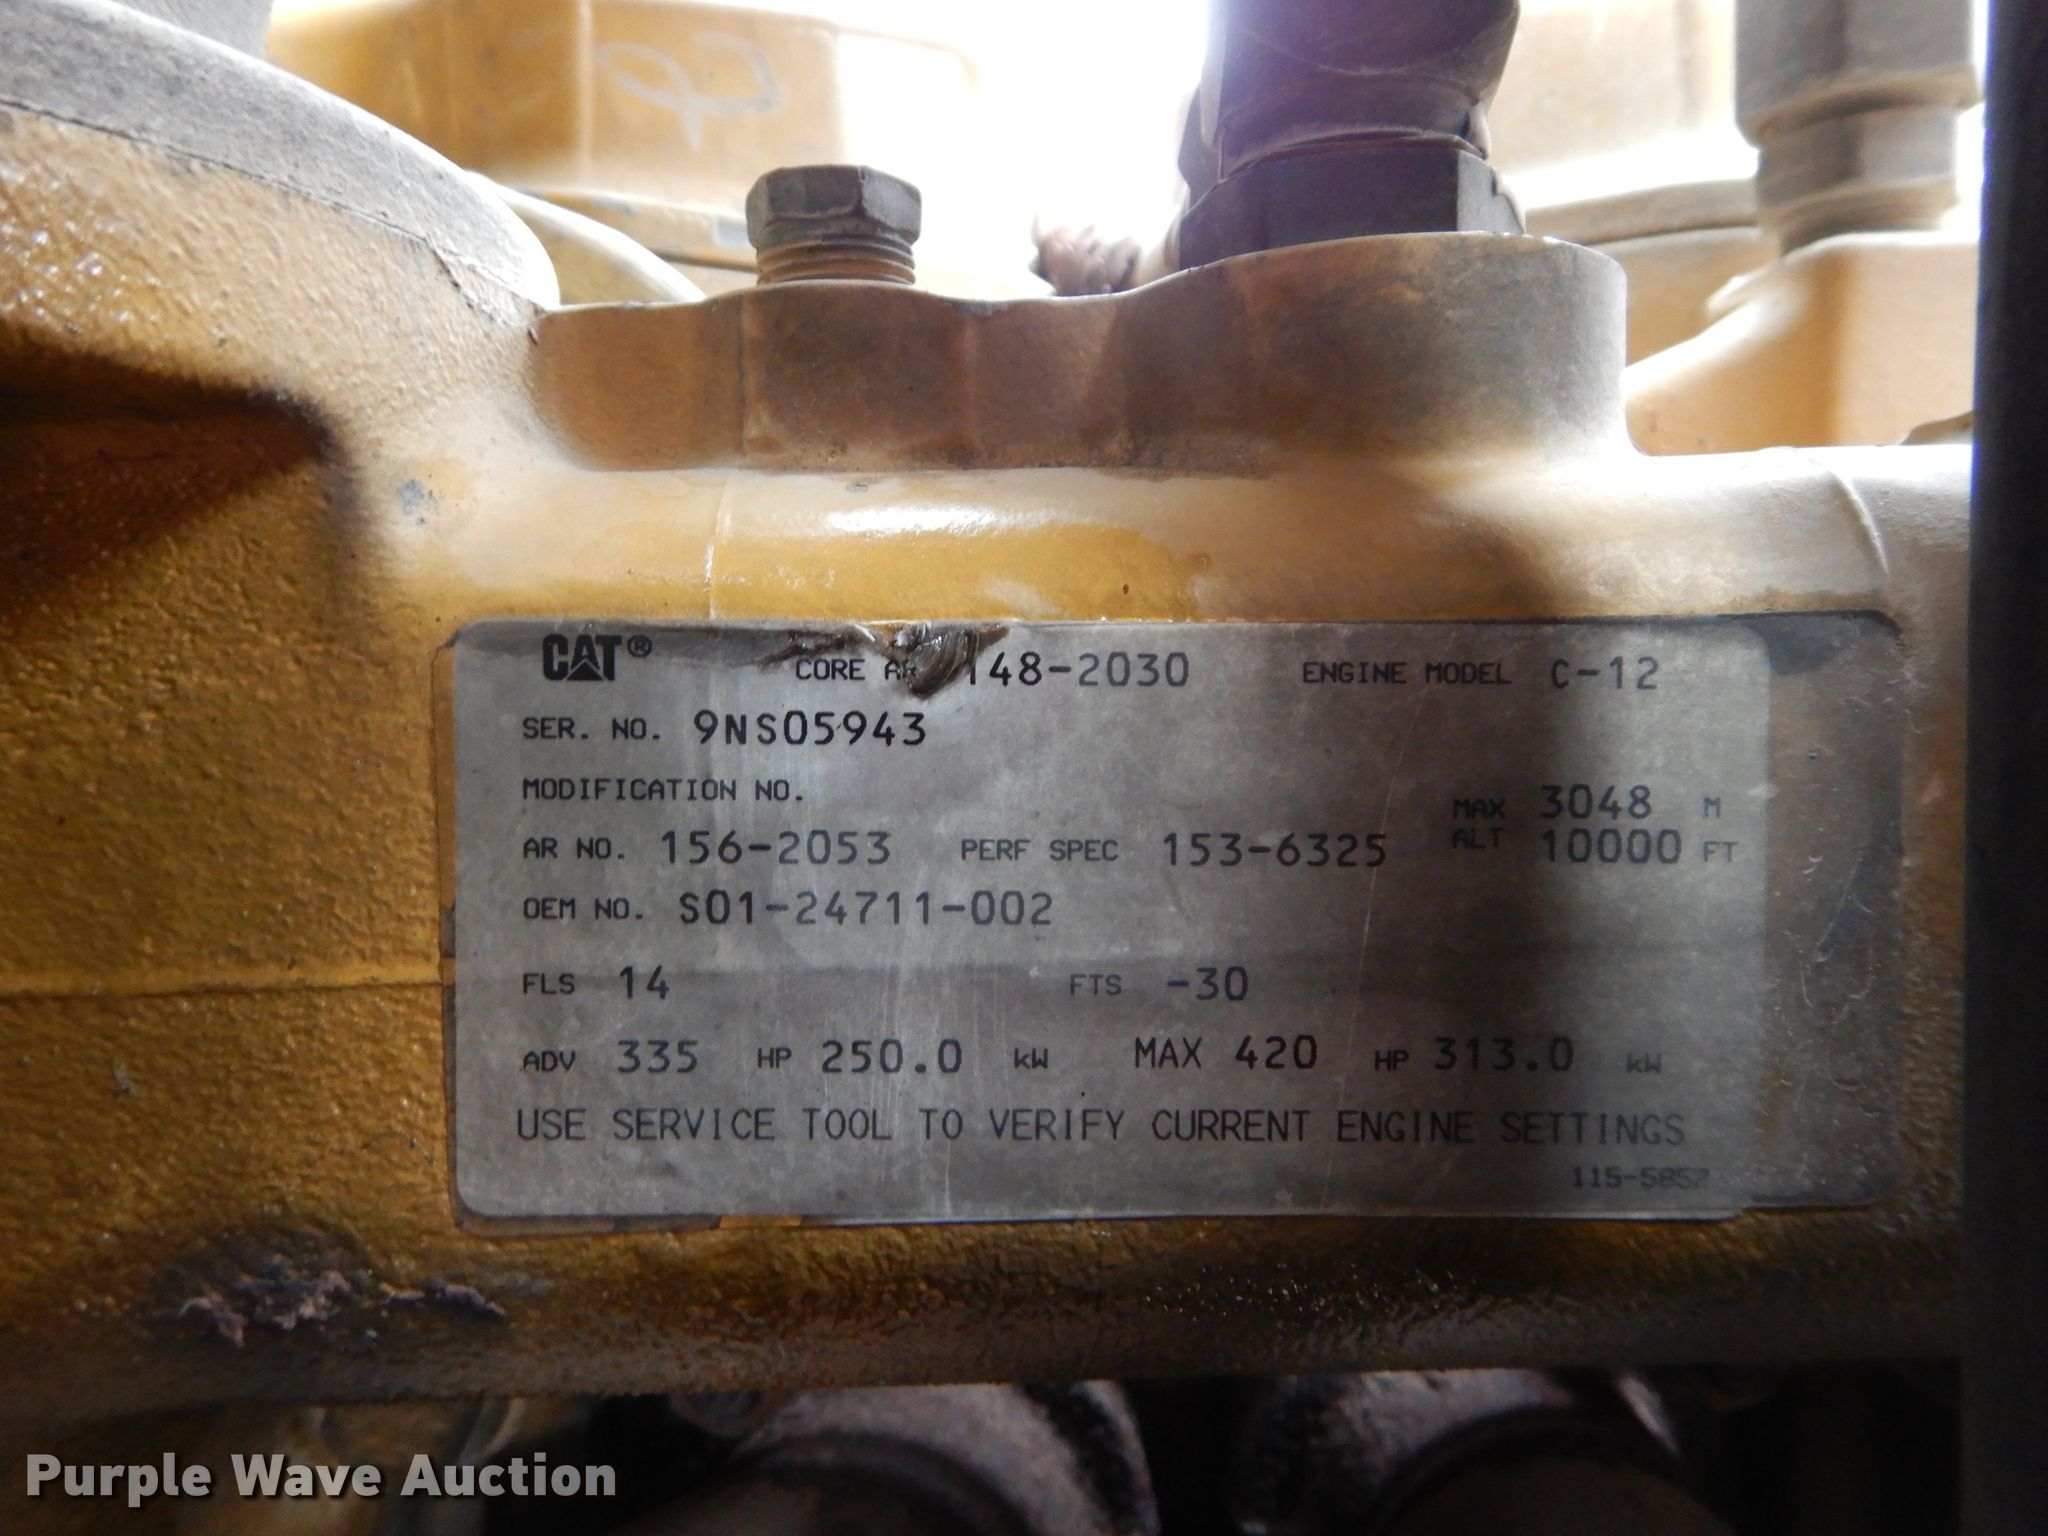 CAT® CORE AR 148-2030 ENGINE MODEL C-12
SER. NO. 9NS05943
MODIFICATION NO.
MAX ALT 3048 M
10000 FT
AR NO. 156-2053 PERF SPEC 153-6325
OEM NO. S01-24711-002
FLS 14 FTS -30
ADV 335 HP 250.0 kW MAX 420 HP 313.0 kW
USE SERVICE TOOL TO VERIFY CURRENT ENGINE SETTINGS
115-5852
Purple Wave Auction